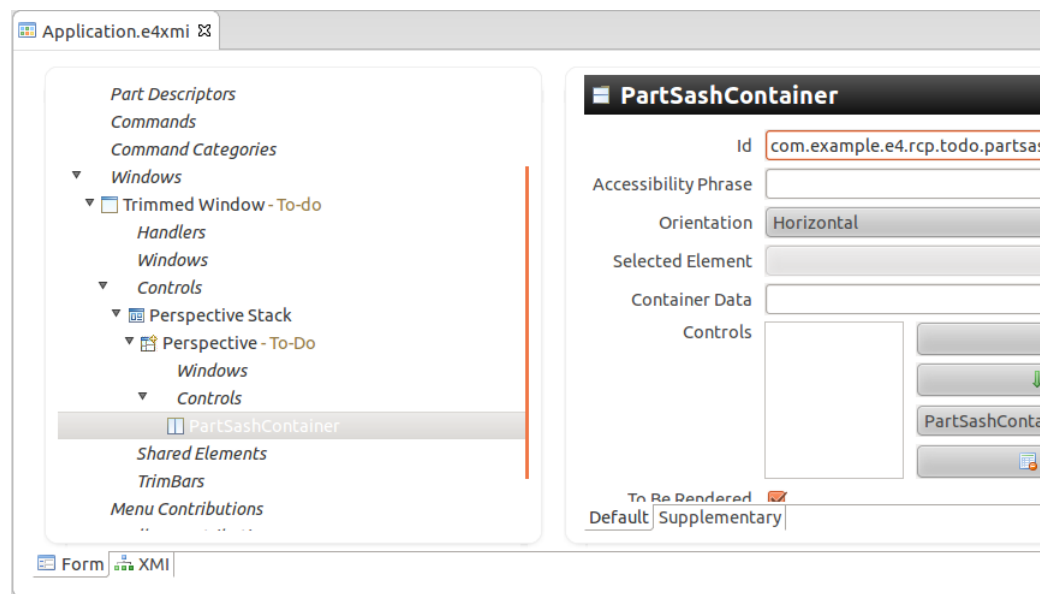 Application.e4xmi
Part Descriptors
Commands
Command Categories
Windows
Trimmed Window - To-do
Handlers
Windows
Controls
Perspective Stack
Perspective - To-Do
Windows
Controls
PartSashContainer
Shared Elements
TrimBars
Menu Contributions
PartSashContainer
Id com.example.e4.rcp.todo.partsas
Accessibility Phrase
Orientation Horizontal
Selected Element
Container Data
Controls
PartSashConta
To Be Rendered
Default Supplementary
Form XMI